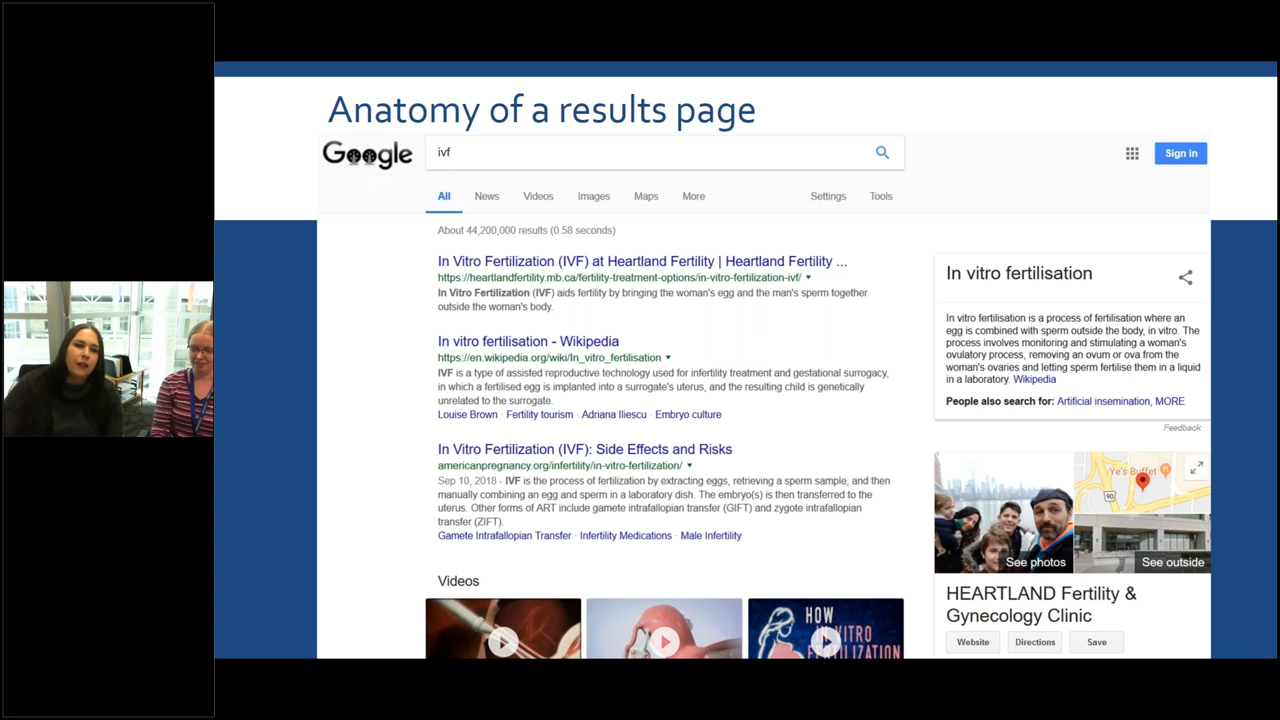 Anatomy of a results page
Google
ivf
Sign in
All News Videos Images Maps More Settings Tools
About 44,200,000 results (0.58 seconds)
In Vitro Fertilization (IVF) at Heartland Fertility | Heartland Fertility ...
https://heartlandfertility.mb.ca/fertility-treatment-options/in-vitro-fertilization-ivf/
In Vitro Fertilization (IVF) aids fertility by bringing the woman's egg and the man's sperm together
outside the woman's body.
In vitro fertilisation - Wikipedia
https://en.wikipedia.org/wiki/In_vitro_fertilisation
IVF is a type of assisted reproductive technology used for infertility treatment and gestational surrogacy,
in which a fertilised egg is implanted into a surrogate's uterus, and the resulting child is genetically
unrelated to the surrogate.
Louise Brown · Fertility tourism · Adriana Iliescu · Embryo culture
In Vitro Fertilization (IVF): Side Effects and Risks
americanpregnancy.org/infertility/in-vitro-fertilization/
Sep 10, 2018 - IVF is the process of fertilization by extracting eggs, retrieving a sperm sample, and then
manually combining an egg and sperm in a laboratory dish. The embryo(s) is then transferred to the
uterus. Other forms of ART include gamete intrafallopian transfer (GIFT) and zygote intrafallopian
transfer (ZIFT).
Gamete Intrafallopian Transfer · Infertility Medications · Male Infertility
Videos
HOW
IN VITRO
FERTILIZATION
In vitro fertilisation
In vitro fertilisation is a process of fertilisation where an
egg is combined with sperm outside the body, in vitro. The
process involves monitoring and stimulating a woman's
ovulatory process, removing an ovum or ova from the
woman's ovaries and letting sperm fertilise them in a liquid
in a laboratory. Wikipedia
People also search for: Artificial insemination, MORE
Feedback
Ye's Buffet
90
See photos
See outside
HEARTLAND Fertility &
Gynecology Clinic
Website Directions Save